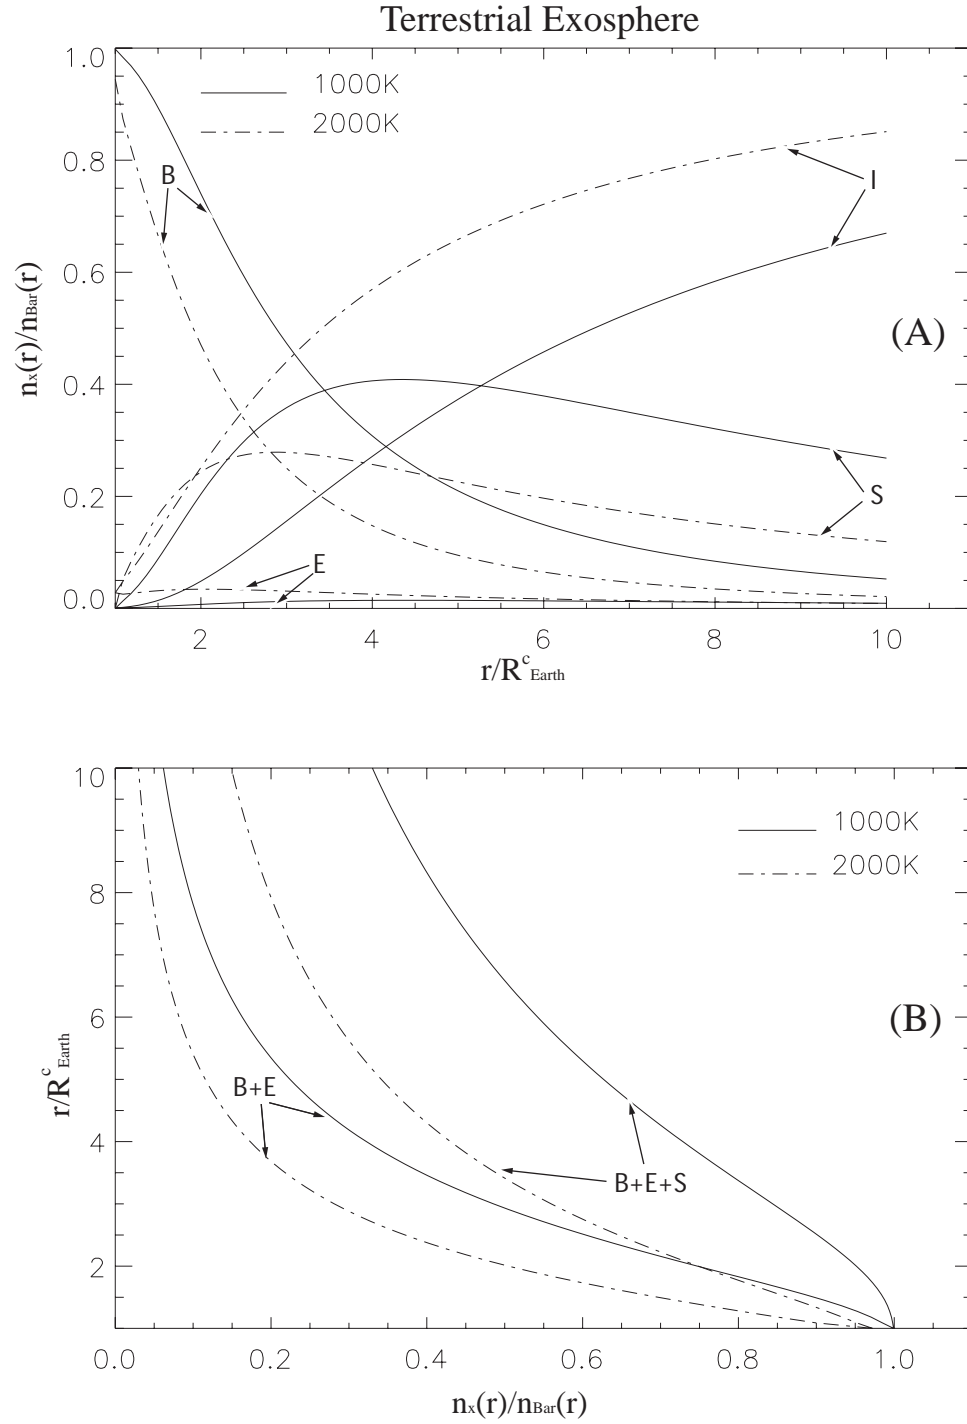 Terrestrial Exosphere
1.0
0.8
0.6
0.4
0.2
0.0
nx(r)/nBar(r)
1000K
2000K
B
I
(A)
S
E
2 4 6 8 10
r/R^c_Earth
10
8
6
4
2
r/R^c_Earth
1000K
2000K
(B)
B+E
B+E+S
0.0 0.2 0.4 0.6 0.8 1.0
nx(r)/nBar(r)